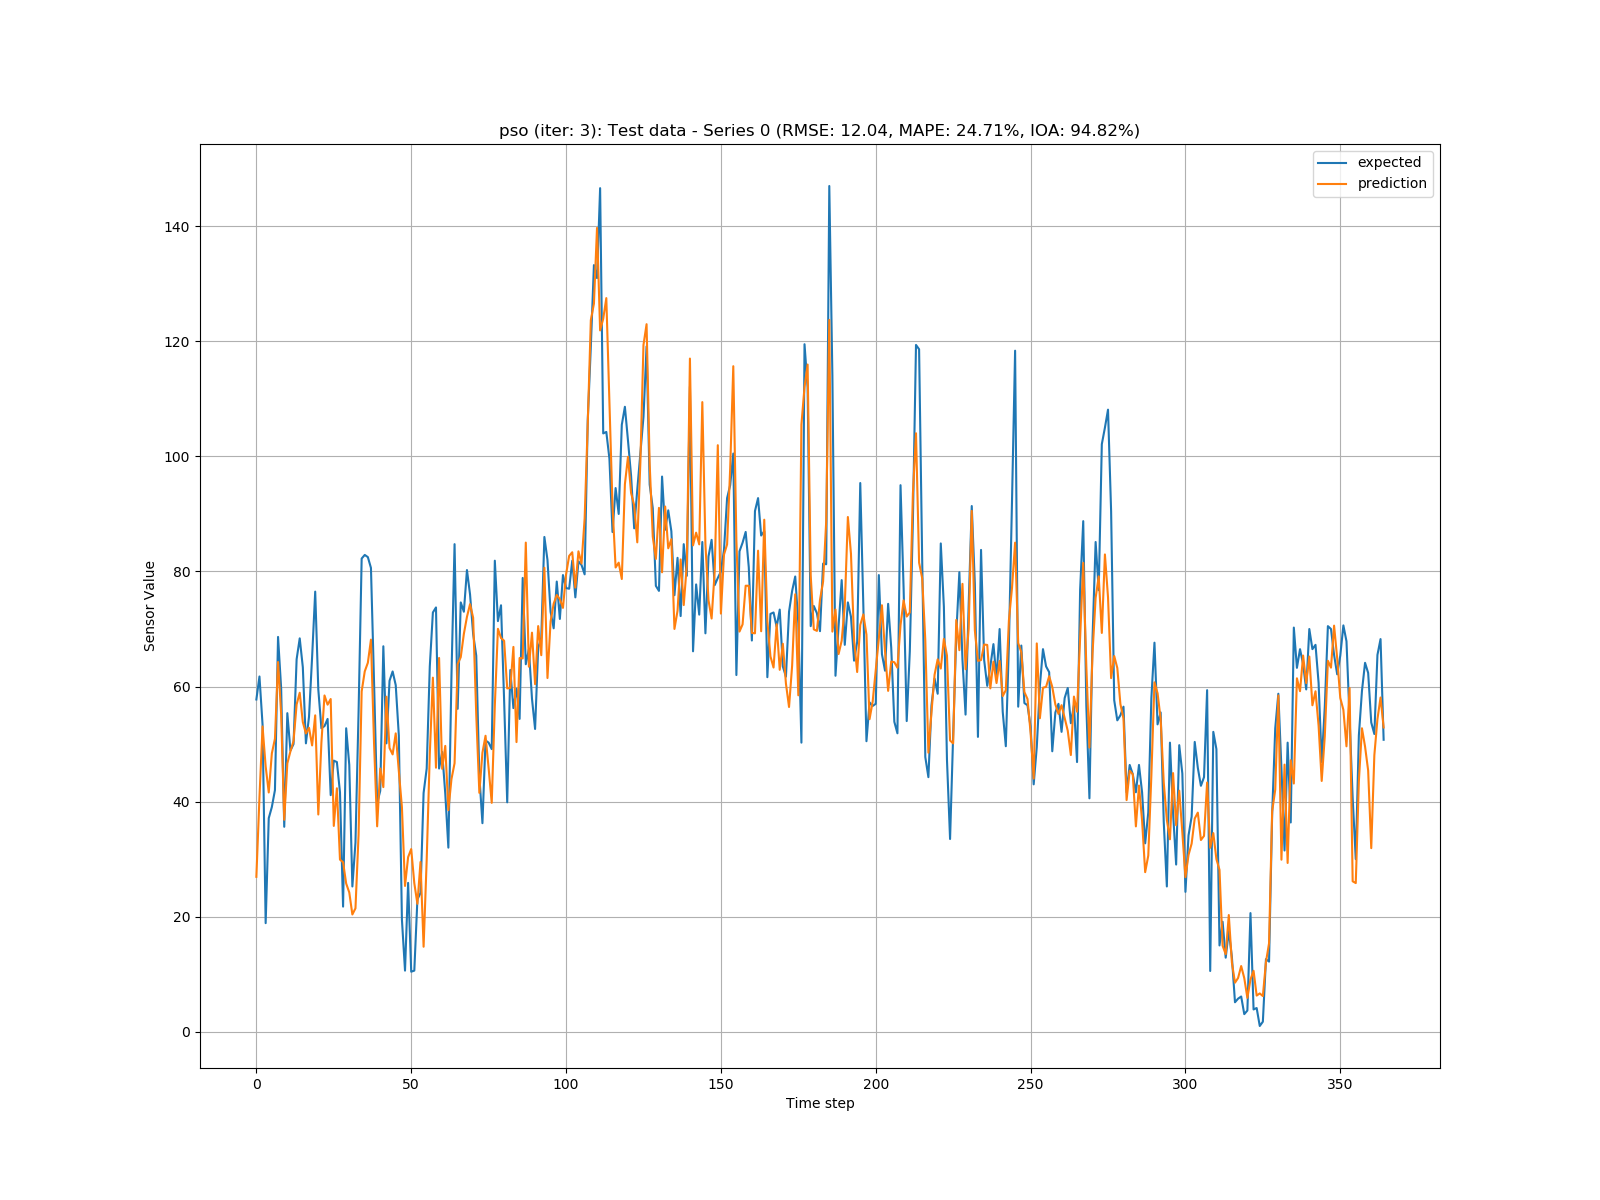 pso (iter: 3): Test data - Series 0 (RMSE: 12.04, MAPE: 24.71%, IOA: 94.82%)
expected
prediction
140
120
100
80
60
40
20
0
Sensor Value
0 50 100 150 200 250 300 350
Time step